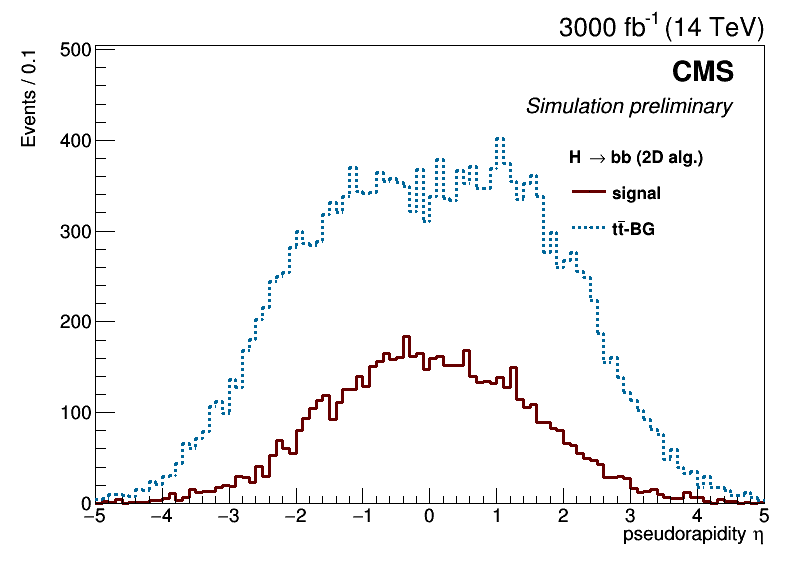 3000 fb⁻¹ (14 TeV)
CMS
Simulation preliminary
H → bb (2D alg.)
signal
tt̄-BG
Events / 0.1
500
400
300
200
100
0
−5 −4 −3 −2 −1 0 1 2 3 4 5
pseudorapidity η